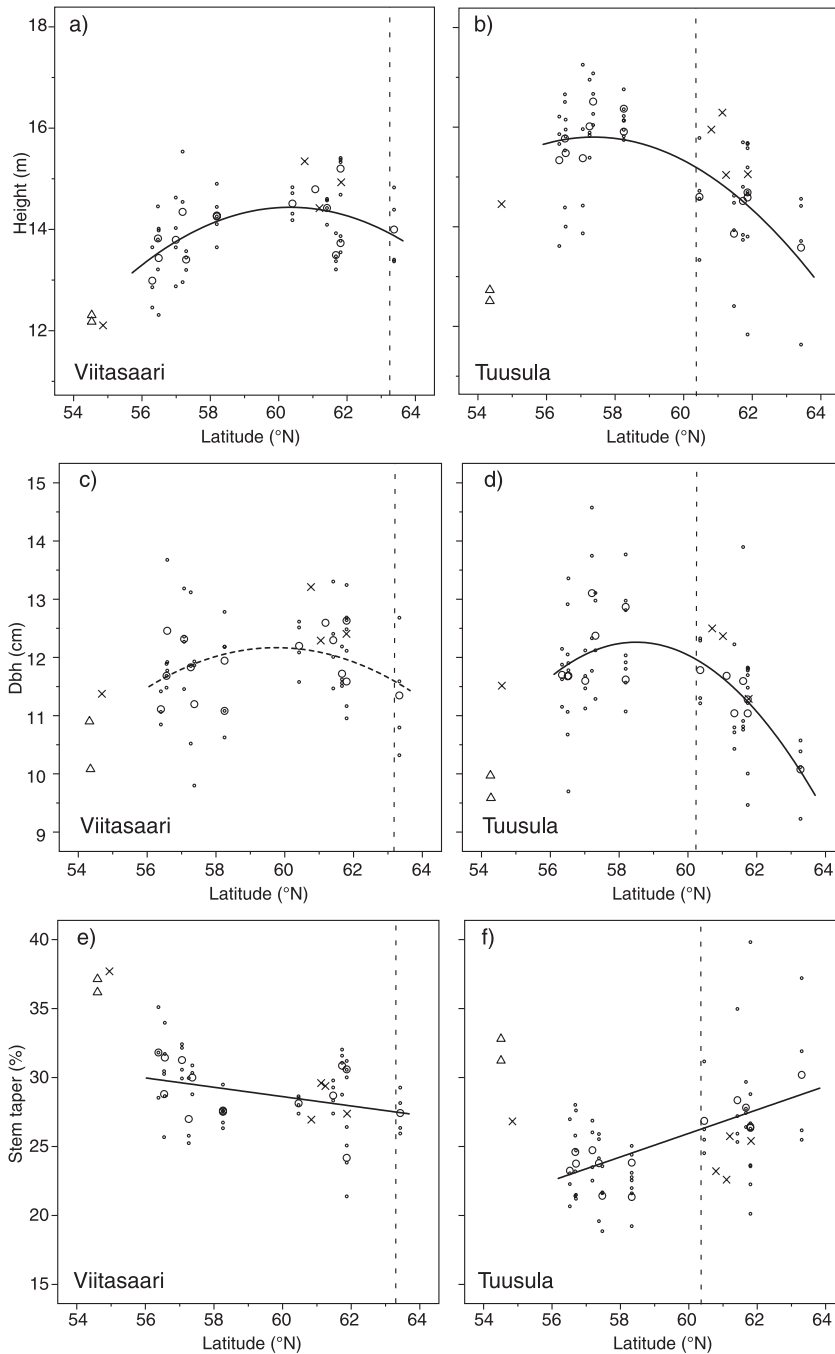 a)
b)
18
16
14
12
Height (m)
Viitasaari
Tuusula
54 56 58 60 62 64
54 56 58 60 62 64
Latitude (°N)
Latitude (°N)
c)
d)
15
14
13
12
11
10
9
Dbh (cm)
Viitasaari
Tuusula
54 56 58 60 62 64
54 56 58 60 62 64
Latitude (°N)
Latitude (°N)
e)
f)
40
35
30
25
20
15
Stem taper (%)
Viitasaari
Tuusula
54 56 58 60 62 64
54 56 58 60 62 64
Latitude (°N)
Latitude (°N)